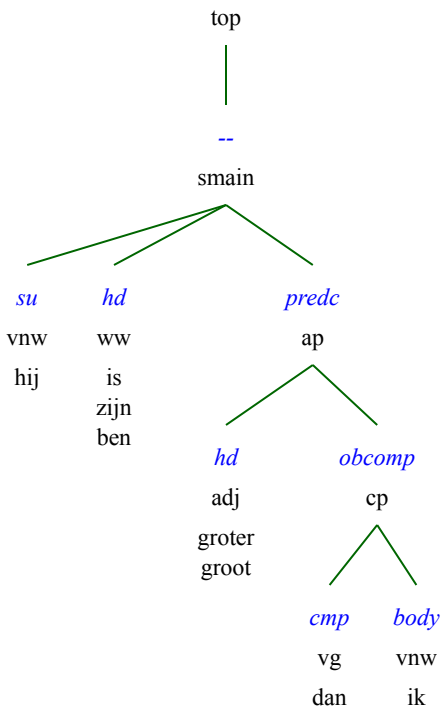 top
--
smain
su hd predc
vnw ww ap
hij is
zijn
ben
hd obcomp
adj cp
groter
groot
cmp body
vg vnw
dan ik